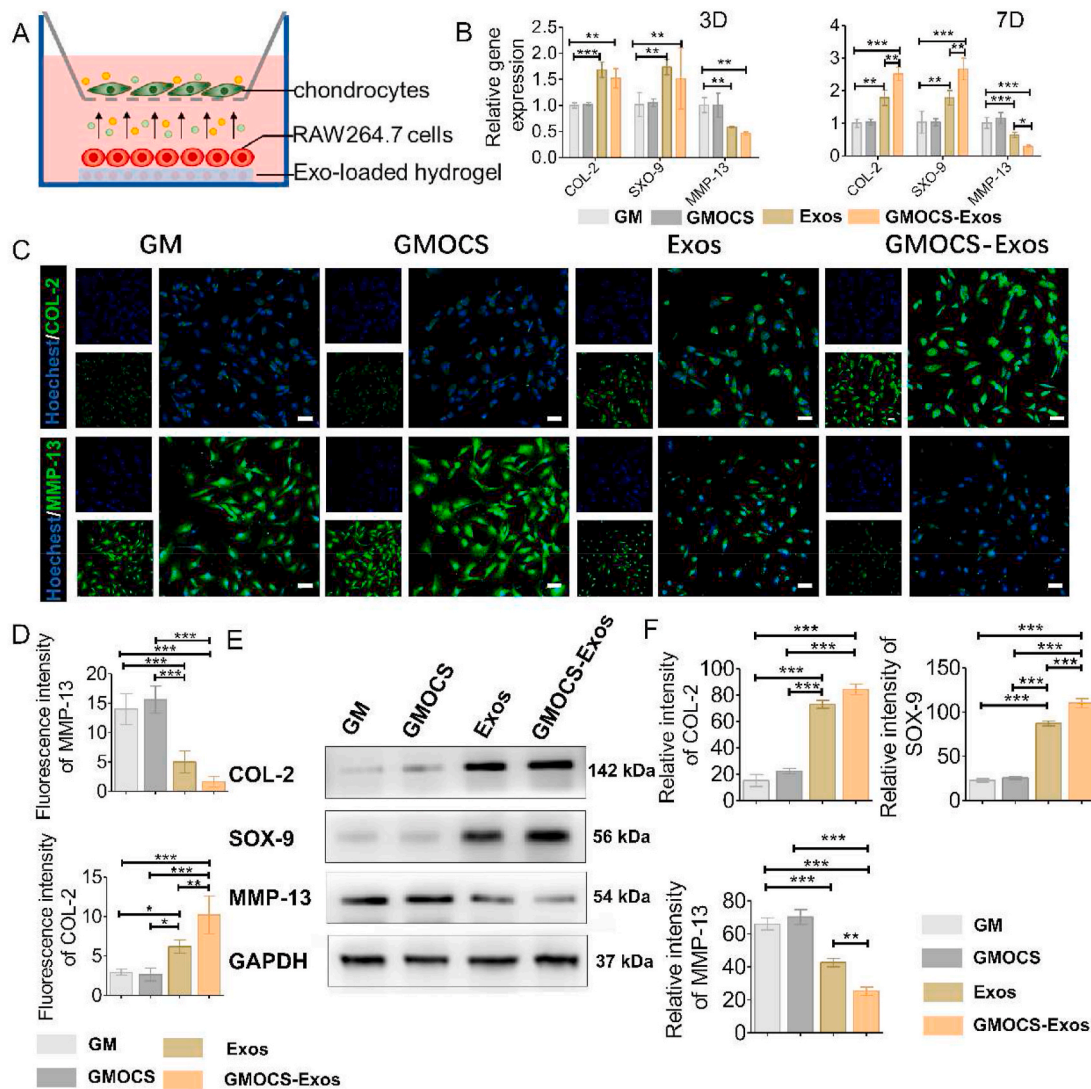 A
chondrocytes
RAW264.7 cells
Exo-loaded hydrogel
B
3D
7D
Relative gene
expression
2.5
2.0
1.5
1.0
0.5
0.0
** *** ** ** ** **
COL-2
SXO-9
MMP-13
4
3
2
1
0
*** ** ** *** ** ** *** *** *
COL-2
SXO-9
MMP-13
GM
GMOCS
Exos
GMOCS-Exos
C
GM
GMOCS
Exos
GMOCS-Exos
Hoechest/COL-2
Hoechest/MMP-13
D
Fluorescence intensity
of MMP-13
20
15
10
5
0
***
***
***
***
Fluorescence intensity
of COL-2
15
10
5
0
***
***
**
*
*
GM
GMOCS
Exos
GMOCS-Exos
E
GM
GMOCS
Exos
GMOCS-Exos
COL-2
142 kDa
SOX-9
56 kDa
MMP-13
54 kDa
GAPDH
37 kDa
F
Relative intensity
of COL-2
100
80
60
40
20
0
***
***
***
***
Relative intensity of
SOX-9
150
100
50
0
***
***
***
***
***
Relative intensity
of MMP-13
80
60
40
20
0
***
***
***
**
GM
GMOCS
Exos
GMOCS-Exos